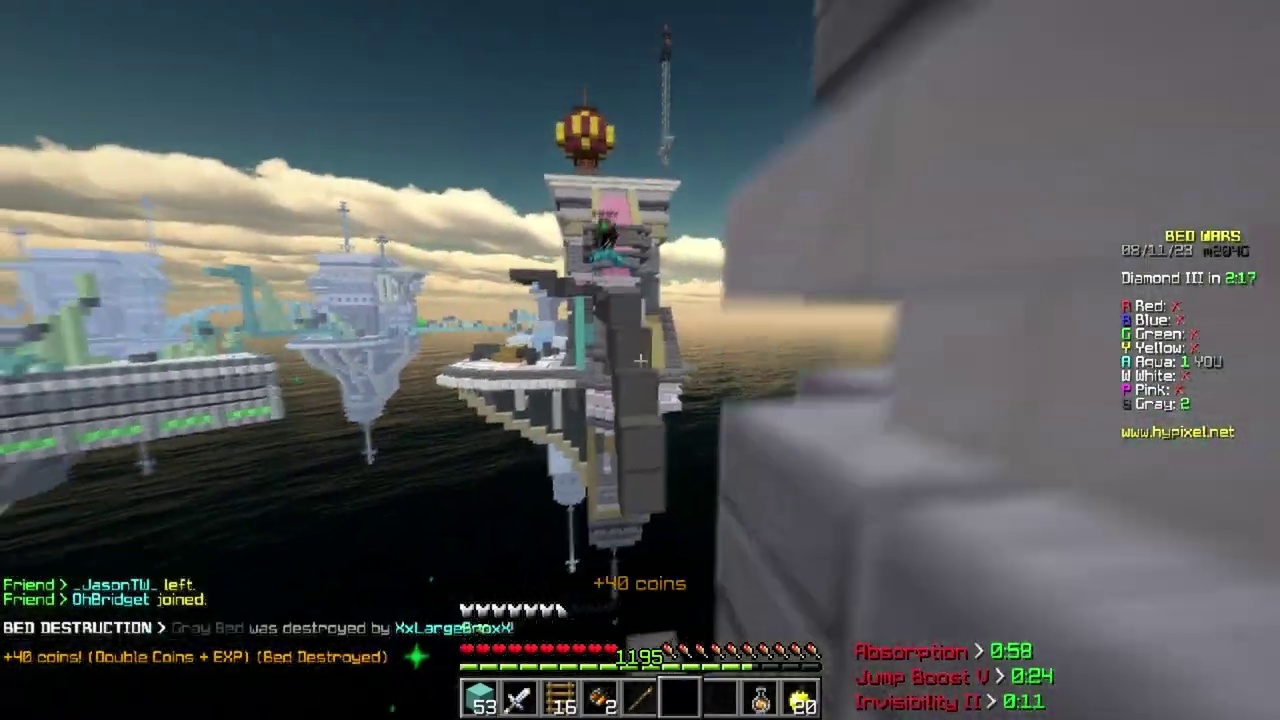 BED WARS
08/11/23 m204G
Diamond III in 2:17
R Red: ✗
B Blue: ✗
G Green: ✗
Y Yellow: ✗
A Aqua: 1 YOU
W White: ✗
P Pink: ✗
S Gray: 2
www.hypixel.net
+40 coins
Friend > _JasonTW_ left.
Friend > OhBridget joined.
BED DESTRUCTION > Gray Bed was destroyed by XxLargeBroxX!
+40 coins! (Double Coins + EXP) (Bed Destroyed)
1195
Absorption > 0:58
Jump Boost V > 0:24
Invisibility II > 0:11
53
16
2
20